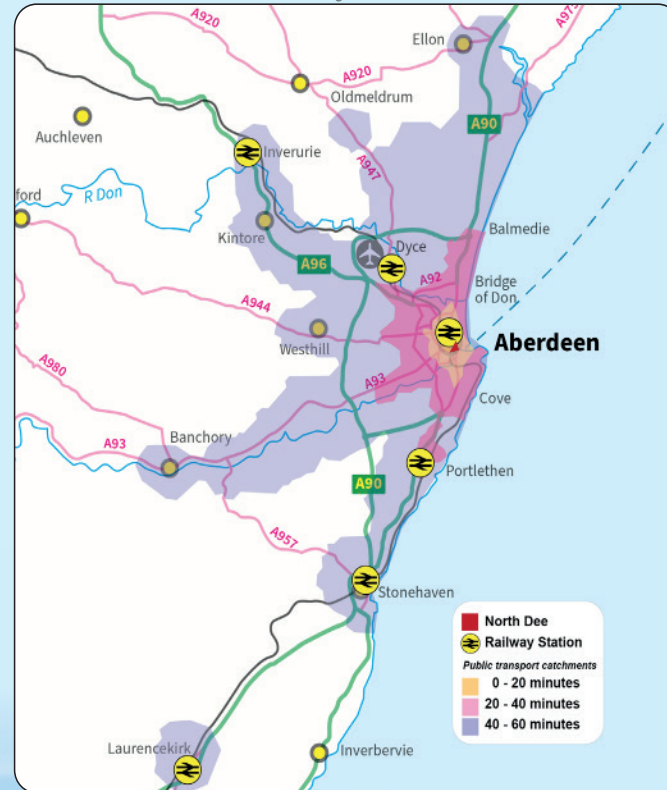 A920
A975
Ellon
A920
Oldmeldrum
A90
Auchleven
Inverurie
A947
ford
R Don
Kintore
Dyce
Balmedie
A96
A92
Bridge
of Don
A944
Westhill
Aberdeen
A980
A93
Cove
A93
Banchory
Portlethen
A90
A957
Stonehaven
North Dee
Railway Station
Public transport catchments
0 - 20 minutes
20 - 40 minutes
40 - 60 minutes
Laurencekirk
Inverbervie